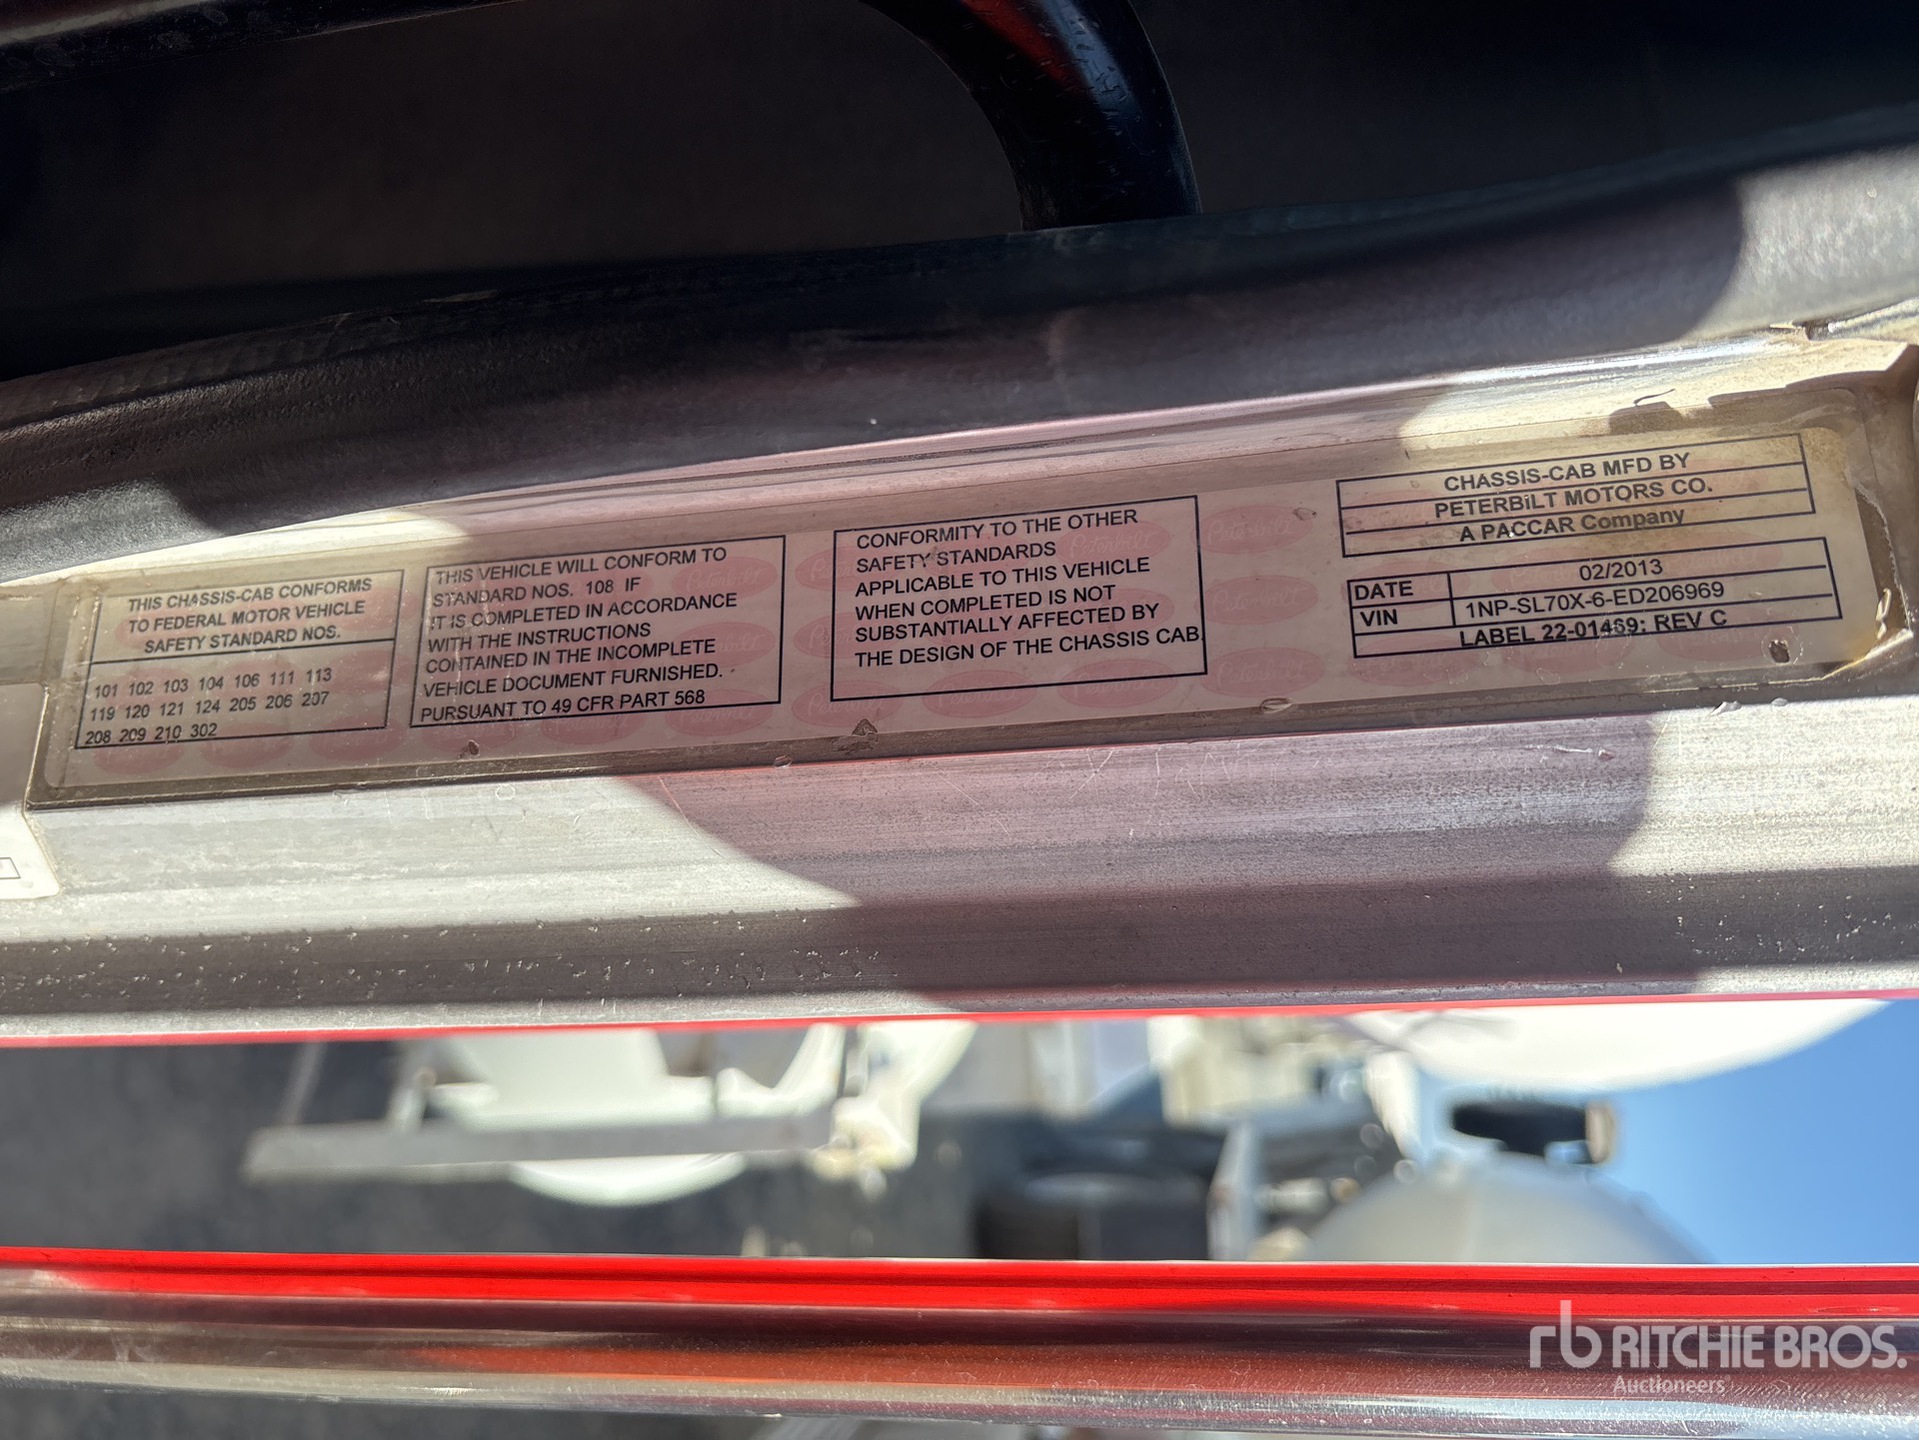 THIS CHASSIS-CAB CONFORMS
TO FEDERAL MOTOR VEHICLE
SAFETY STANDARD NOS.
101 102 103 104 106 111 113
119 120 121 124 205 206 207
208 209 210 302
THIS VEHICLE WILL CONFORM TO
STANDARD NOS. 108 IF
IT IS COMPLETED IN ACCORDANCE
WITH THE INSTRUCTIONS
CONTAINED IN THE INCOMPLETE
VEHICLE DOCUMENT FURNISHED.
PURSUANT TO 49 CFR PART 568
CONFORMITY TO THE OTHER
SAFETY STANDARDS
APPLICABLE TO THIS VEHICLE
WHEN COMPLETED IS NOT
SUBSTANTIALLY AFFECTED BY
THE DESIGN OF THE CHASSIS CAB.
CHASSIS-CAB MFD BY
PETERBILT MOTORS CO.
A PACCAR Company
DATE 02/2013
VIN 1NP-SL70X-6-ED206969
LABEL 22-01469: REV C
Peterbilt
rb RITCHIE BROS.
Auctioneers